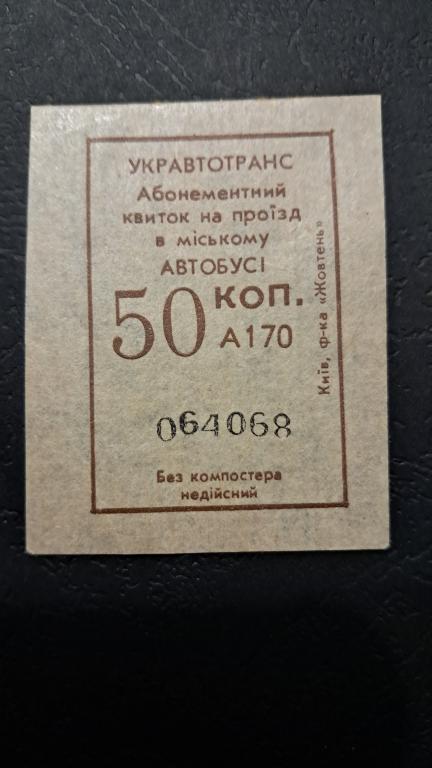 УКРАВТОТРАНС
Абонементний
квиток на проїзд
в міському
АВТОБУСІ
50 КОП.
А170
064068
Без компостера
недійсний
Київ, ф-ка «Жовтень»